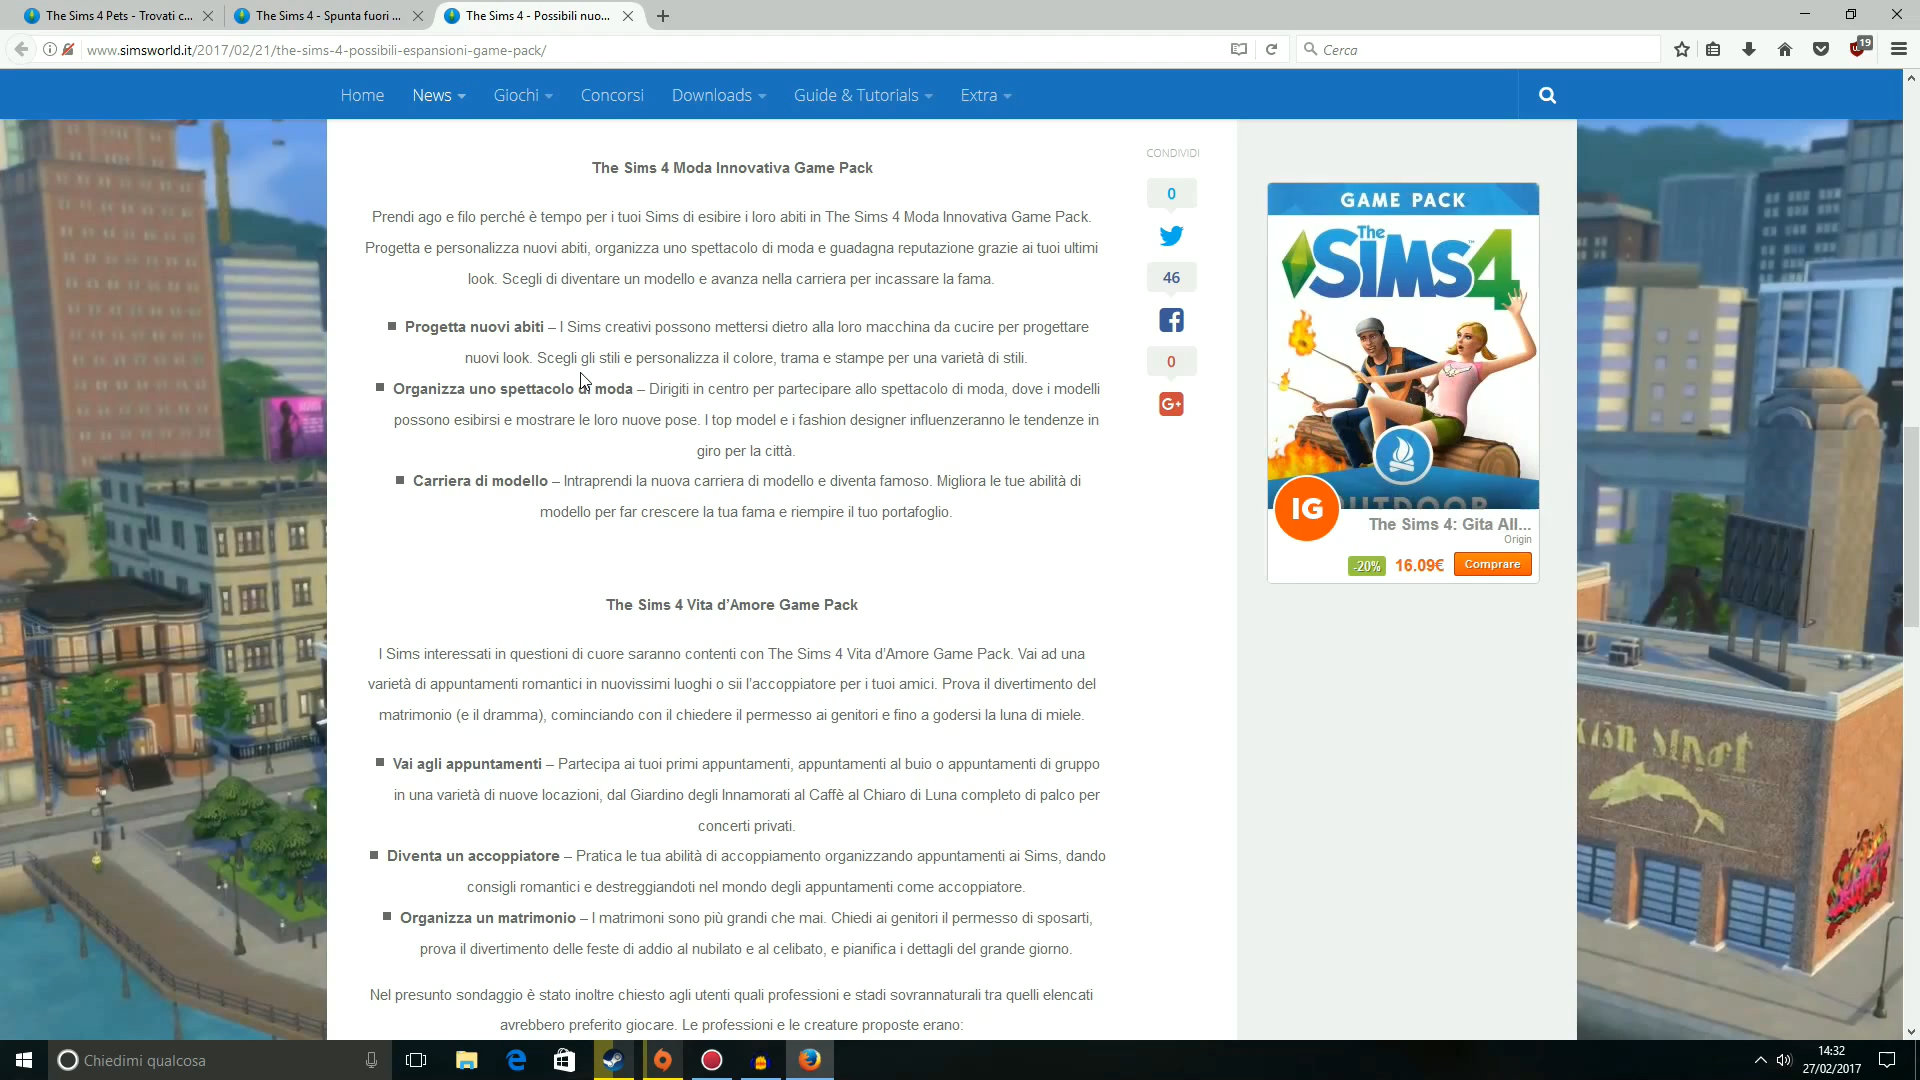 The Sims 4 Pets - Trovati c...
The Sims 4 - Spunta fuori ...
The Sims 4 - Possibili nuo...
www.simsworld.it/2017/02/21/the-sims-4-possibili-espansioni-game-pack/
Cerca
19
Home
News
Giochi
Concorsi
Downloads
Guide & Tutorials
Extra
The Sims 4 Moda Innovativa Game Pack
Prendi ago e filo perché è tempo per i tuoi Sims di esibire i loro abiti in The Sims 4 Moda Innovativa Game Pack.
Progetta e personalizza nuovi abiti, organizza uno spettacolo di moda e guadagna reputazione grazie ai tuoi ultimi
look. Scegli di diventare un modello e avanza nella carriera per incassare la fama.
Progetta nuovi abiti – I Sims creativi possono mettersi dietro alla loro macchina da cucire per progettare
nuovi look. Scegli gli stili e personalizza il colore, trama e stampe per una varietà di stili.
Organizza uno spettacolo di moda – Dirigiti in centro per partecipare allo spettacolo di moda, dove i modelli
possono esibirsi e mostrare le loro nuove pose. I top model e i fashion designer influenzeranno le tendenze in
giro per la città.
Carriera di modello – Intraprendi la nuova carriera di modello e diventa famoso. Migliora le tue abilità di
modello per far crescere la tua fama e riempire il tuo portafoglio.
The Sims 4 Vita d'Amore Game Pack
I Sims interessati in questioni di cuore saranno contenti con The Sims 4 Vita d'Amore Game Pack. Vai ad una
varietà di appuntamenti romantici in nuovissimi luoghi o sii l'accoppiatore per i tuoi amici. Prova il divertimento del
matrimonio (e il dramma), cominciando con il chiedere il permesso ai genitori e fino a godersi la luna di miele.
Vai agli appuntamenti – Partecipa ai tuoi primi appuntamenti, appuntamenti al buio o appuntamenti di gruppo
in una varietà di nuove locazioni, dal Giardino degli Innamorati al Caffè al Chiaro di Luna completo di palco per
concerti privati.
Diventa un accoppiatore – Pratica le tua abilità di accoppiamento organizzando appuntamenti ai Sims, dando
consigli romantici e destreggiandoti nel mondo degli appuntamenti come accoppiatore.
Organizza un matrimonio – I matrimoni sono più grandi che mai. Chiedi ai genitori il permesso di sposarti,
prova il divertimento delle feste di addio al nubilato e al celibato, e pianifica i dettagli del grande giorno.
Nel presunto sondaggio è stato inoltre chiesto agli utenti quali professioni e stadi sovrannaturali tra quelli elencati
avrebbero preferito giocare. Le professioni e le creature proposte erano:
CONDIVIDI
0
46
0
G+
GAME PACK
The Sims 4
OUTDOOR
IG
The Sims 4: Gita All...
Origin
-20%
16.09€
Comprare
Chiedimi qualcosa
14:32
27/02/2017